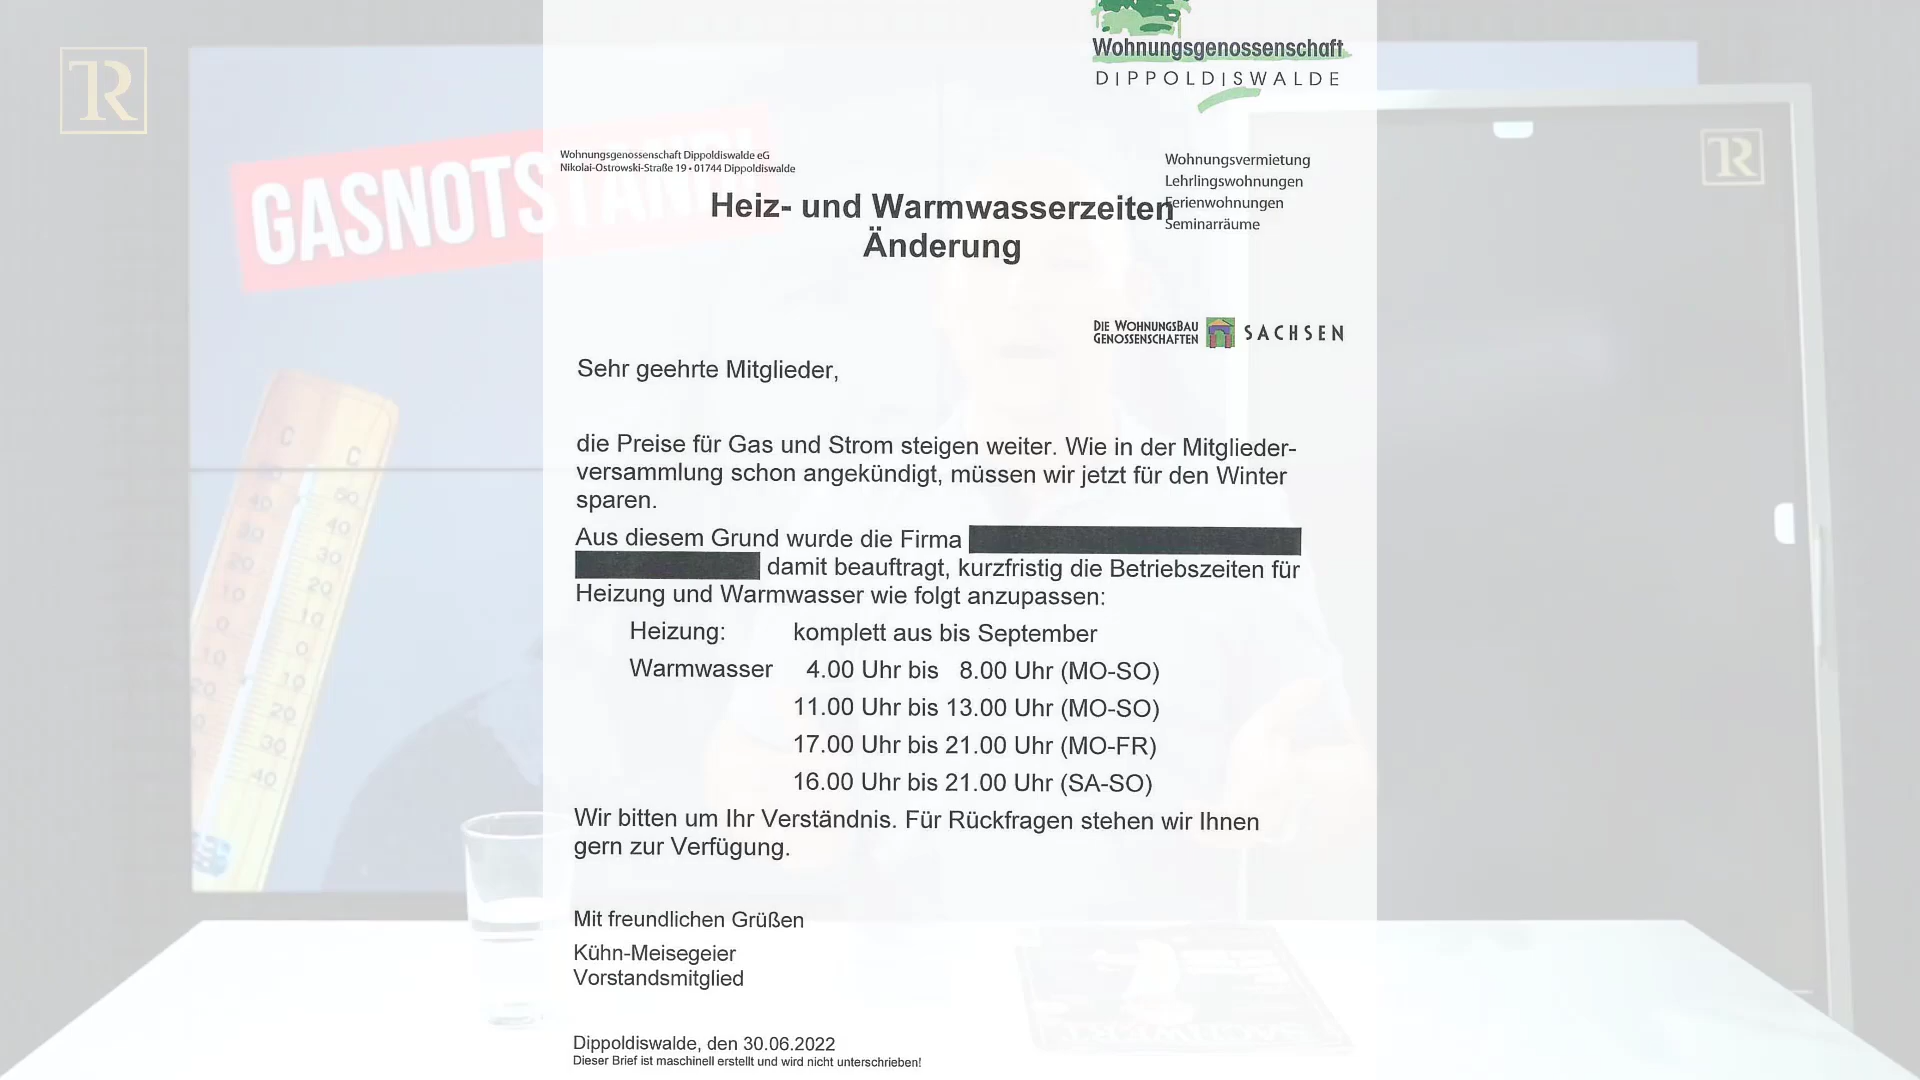 TR
GASNOTSTAND!
Wohnungsgenossenschaft
DIPPOLDISWALDE
TR
Wohnungsgenossenschaft Dippoldiswalde eG
Nikolai-Ostrowski-Straße 19 • 01744 Dippoldiswalde
Wohnungsvermietung
Lehrlingswohnungen
Ferienwohnungen
Seminarräume
Heiz- und Warmwasserzeiten
Änderung
DIE WOHNUNGSBAU
GENOSSENSCHAFTEN
SACHSEN
Sehr geehrte Mitglieder,
die Preise für Gas und Strom steigen weiter. Wie in der Mitglieder-
versammlung schon angekündigt, müssen wir jetzt für den Winter
sparen.
Aus diesem Grund wurde die Firma
damit beauftragt, kurzfristig die Betriebszeiten für
Heizung und Warmwasser wie folgt anzupassen:
Heizung: komplett aus bis September
Warmwasser 4.00 Uhr bis 8.00 Uhr (MO-SO)
11.00 Uhr bis 13.00 Uhr (MO-SO)
17.00 Uhr bis 21.00 Uhr (MO-FR)
16.00 Uhr bis 21.00 Uhr (SA-SO)
Wir bitten um Ihr Verständnis. Für Rückfragen stehen wir Ihnen
gern zur Verfügung.
Mit freundlichen Grüßen
Kühn-Meisegeier
Vorstandsmitglied
Dippoldiswalde, den 30.06.2022
Dieser Brief ist maschinell erstellt und wird nicht unterschrieben!